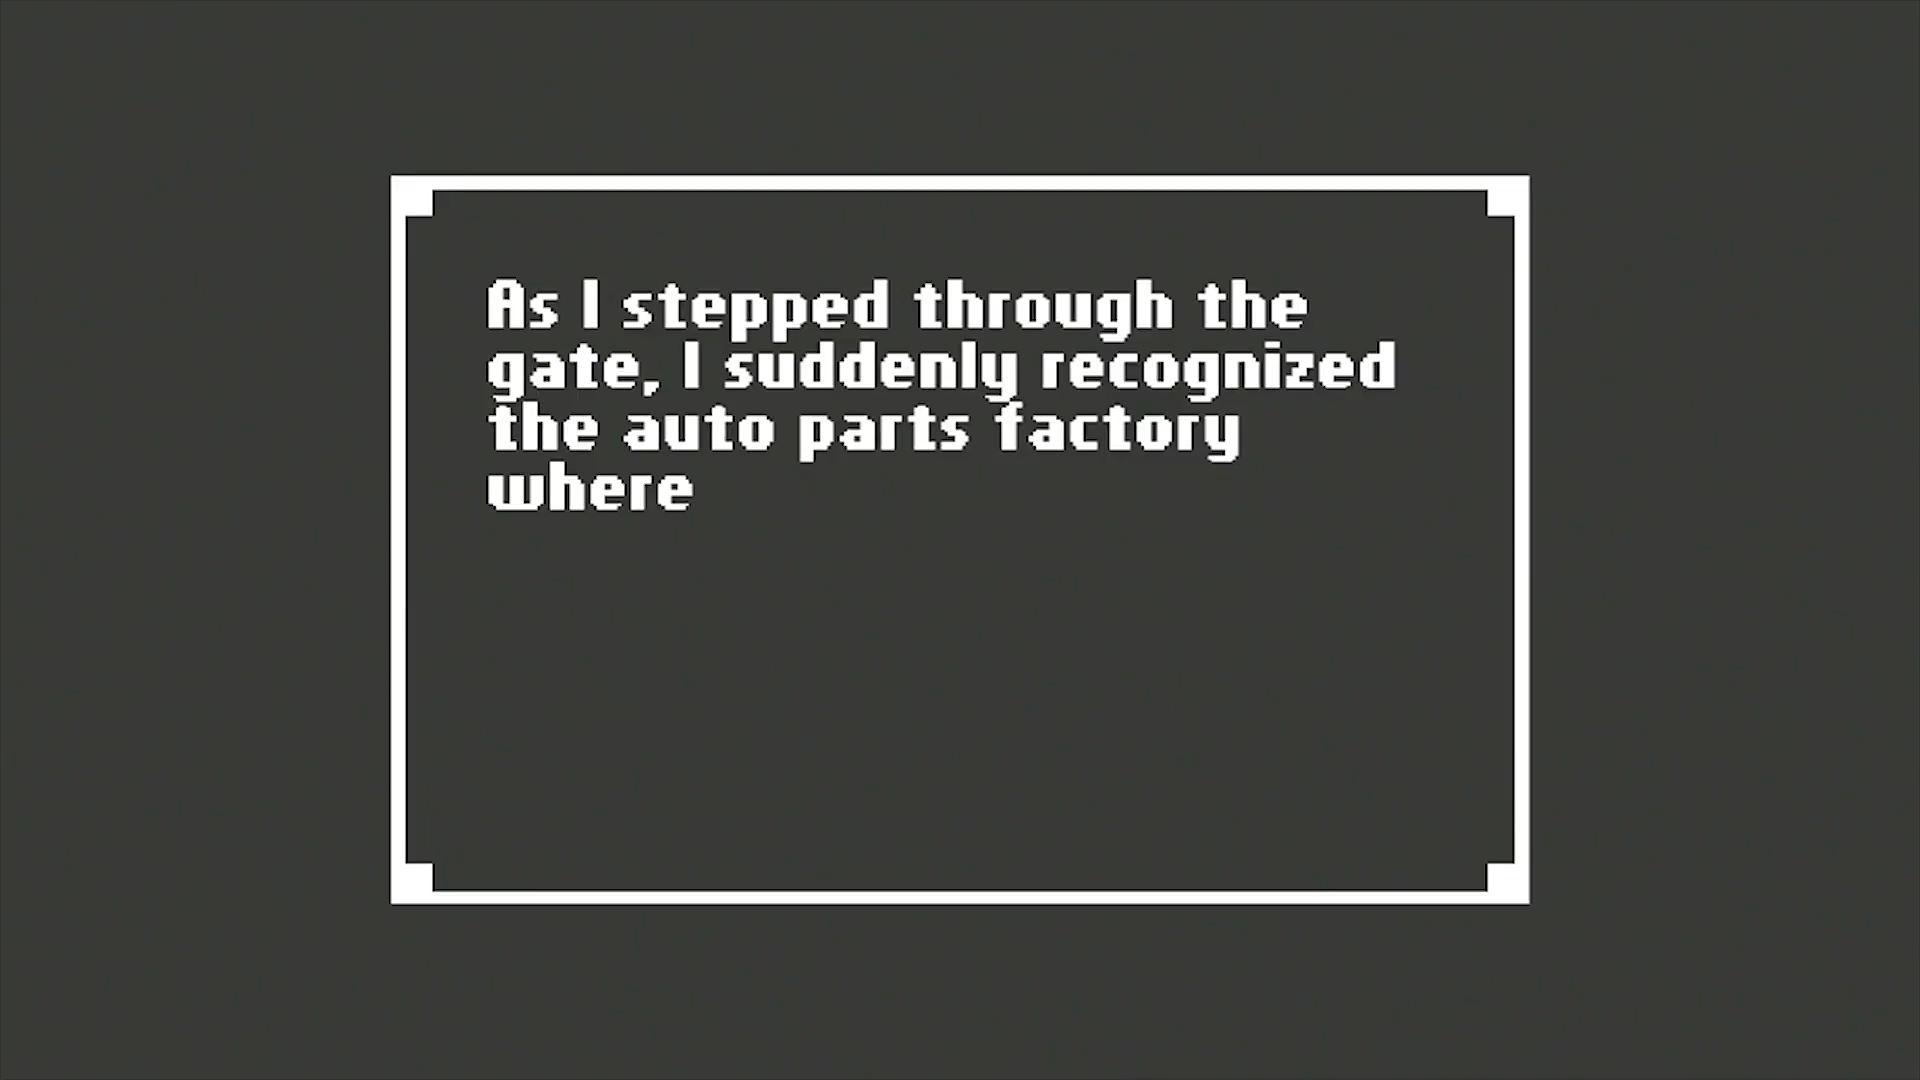 As I stepped through the
gate, I suddenly recognized
the auto parts factory
where